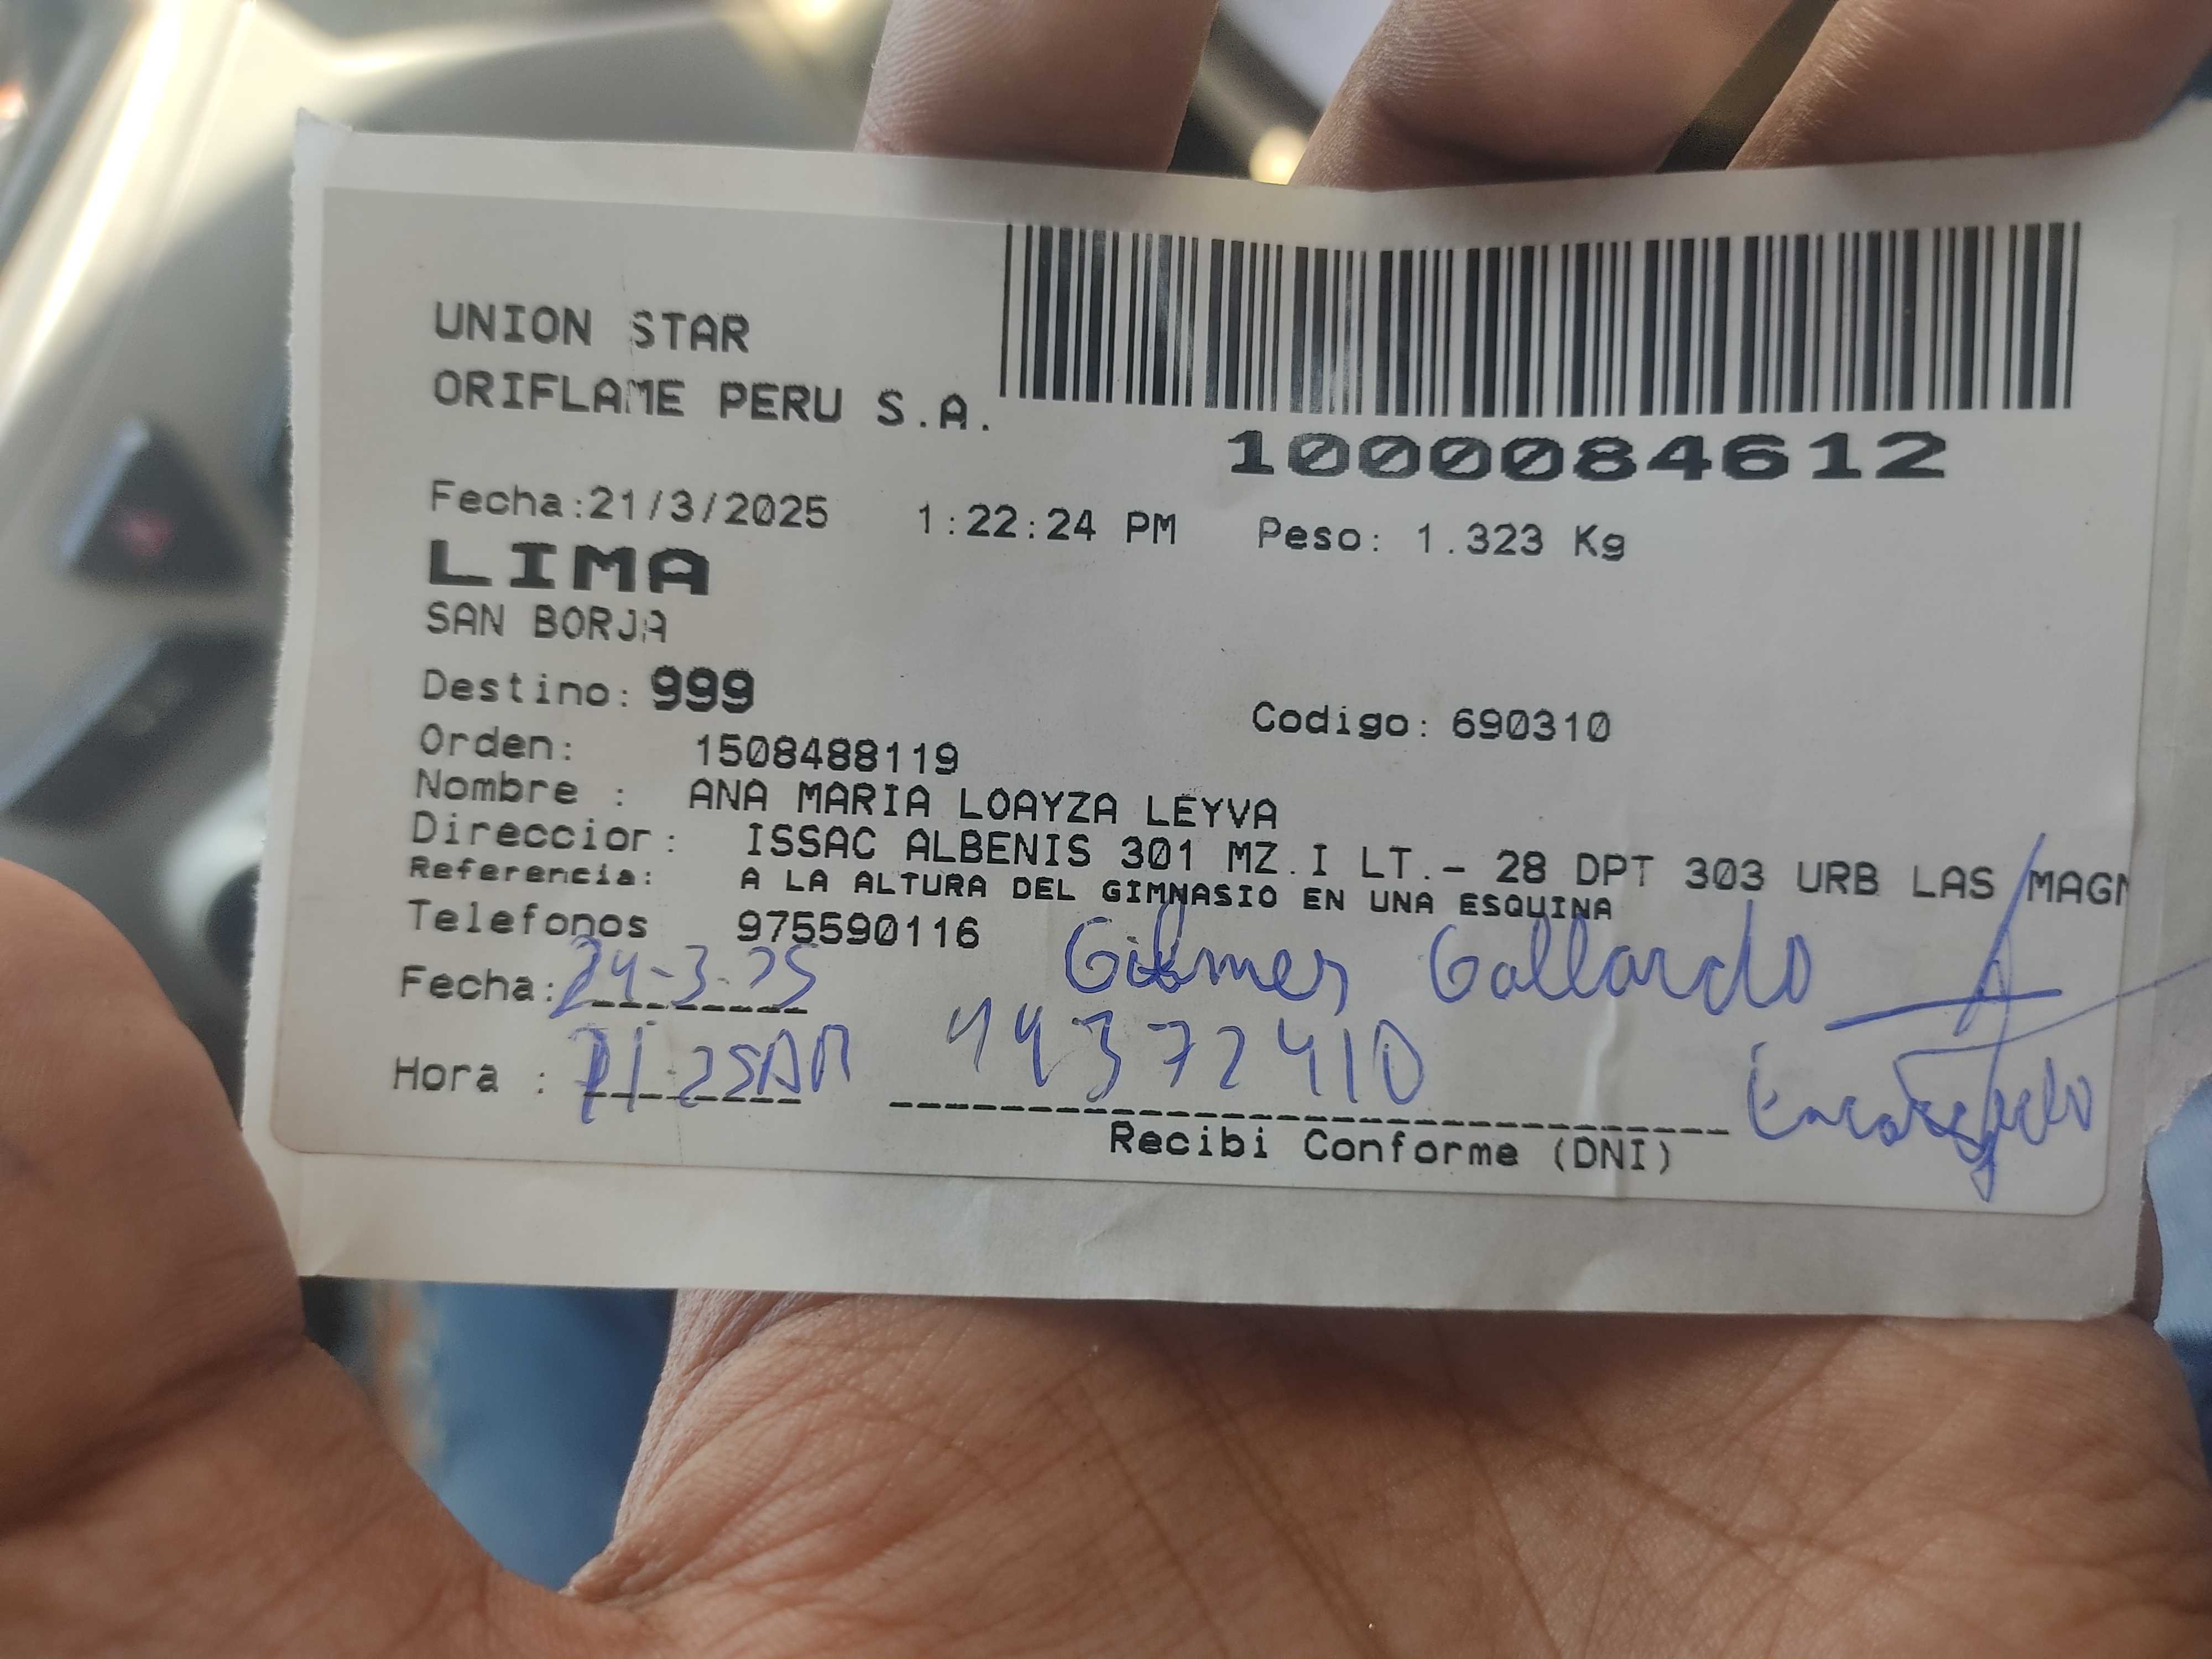 UNION STAR
ORIFLAME PERU S.A.
1000084612
Fecha:21/3/2025 1:22:24 PM Peso: 1.323 Kg
LIMA
SAN BORJA
Destino: 999
Codigo: 690310
Orden: 1508488119
Nombre : ANA MARIA LOAYZA LEYVA
Direccior: ISSAC ALBENIS 301 MZ.I LT.- 28 DPT 303 URB LAS MAGN
Referencia: A LA ALTURA DEL GIMNASIO EN UNA ESQUINA
Telefonos 975590116
Gilmer Gallardo
Fecha: 24-3-25
Hora : 11:25AM 44372410
Encargado
Recibi Conforme (DNI)